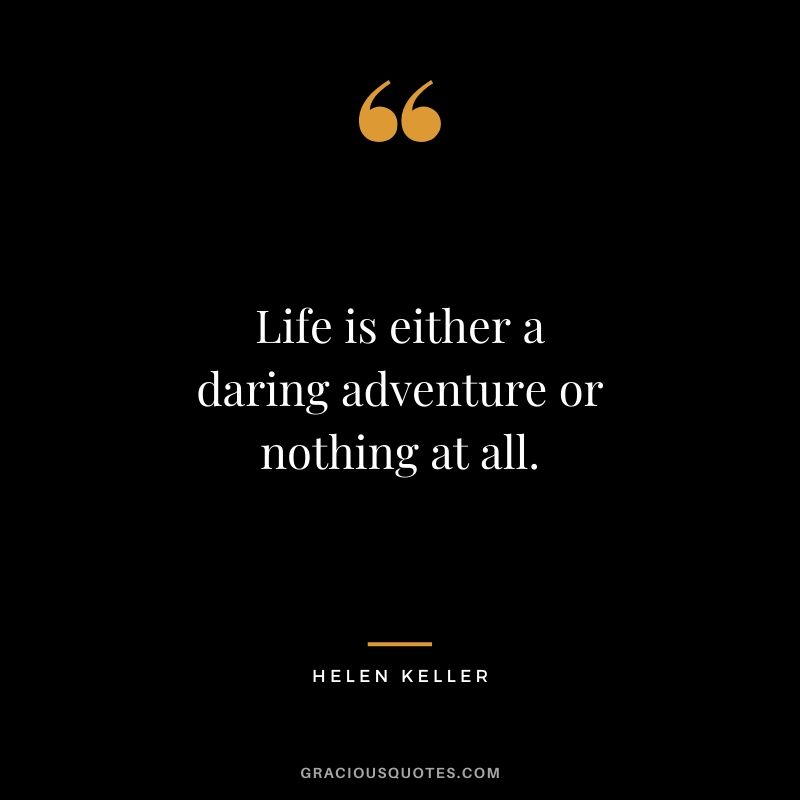 “
Life is either a
daring adventure or
nothing at all.
HELEN KELLER
GRACIOUSQUOTES.COM